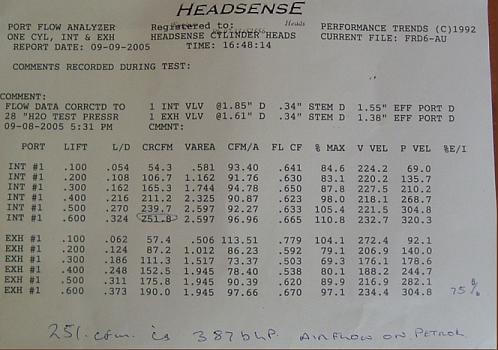 HEADSENSE
Heads
PORT FLOW ANALYZER Registered to: PERFORMANCE TRENDS (C)1992
ONE CYL, INT & EXH HEADSENSE CYLINDER HEADS CURRENT FILE: FRD6-AU
REPORT DATE: 09-09-2005 TIME: 16:48:14
COMMENTS RECORDED DURING TEST:
COMMENT:
FLOW DATA CORRCTD TO 1 INT VLV @1.85" D .34" STEM D 1.55" EFF PORT D
28 "H2O TEST PRESSR 1 EXH VLV @1.61" D .34" STEM D 1.38" EFF PORT D
09-08-2005 5:31 PM CMMNT:
PORT LIFT L/D CRCFM VAREA CFM/A FL CF % MAX V VEL P VEL %E/I
INT #1 .100 .054 54.3 .581 93.40 .641 84.6 224.2 69.0
INT #1 .200 .108 106.7 1.162 91.76 .630 83.1 220.2 135.7
INT #1 .300 .162 165.3 1.744 94.78 .650 87.8 227.5 210.2
INT #1 .400 .216 211.2 2.325 90.87 .623 98.0 218.1 268.7
INT #1 .500 .270 239.7 2.597 92.27 .633 105.4 221.5 304.8
INT #1 .600 .324 251.8 2.597 96.96 .665 110.8 232.7 320.3
EXH #1 .100 .062 57.4 .506 113.51 .779 104.1 272.4 92.1
EXH #1 .200 .124 87.2 1.012 86.23 .592 79.1 206.9 140.0
EXH #1 .300 .186 111.3 1.517 73.37 .503 69.3 176.1 178.6
EXH #1 .400 .248 152.5 1.945 78.40 .538 80.1 188.2 244.7
EXH #1 .500 .311 175.8 1.945 90.39 .620 89.9 216.9 282.1
EXH #1 .600 .373 190.0 1.945 97.66 .670 97.1 234.4 304.8 75 %
251. cfm. is 387 bhp. AIRFLOW ON PETROL